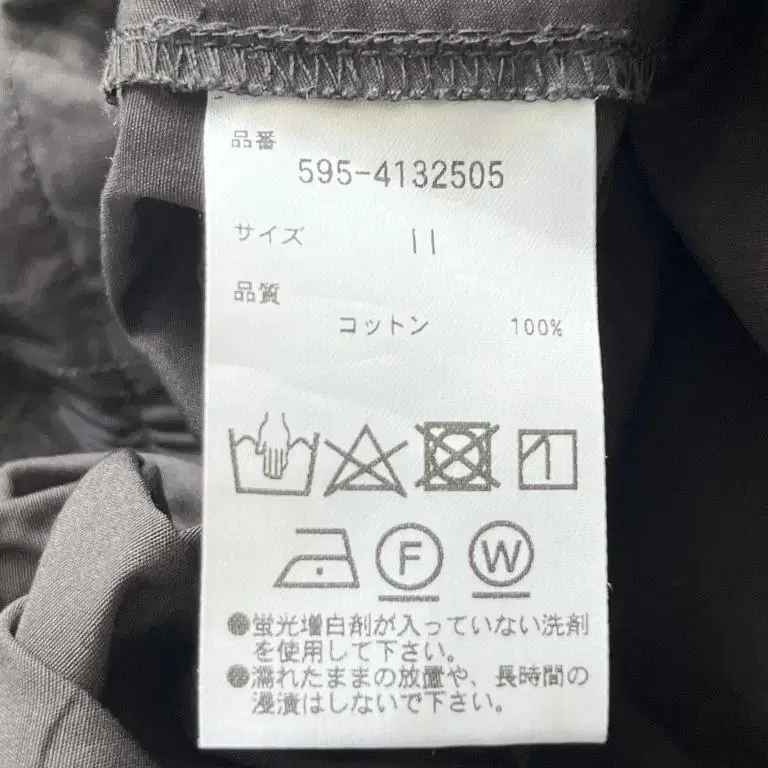 品番
595-4132505
サイズ 11
品質
コットン 100%
F W
●蛍光増白剤が入っていない洗剤
を使用して下さい。
●濡れたままの放置や、長時間の
浸漬はしないで下さい。